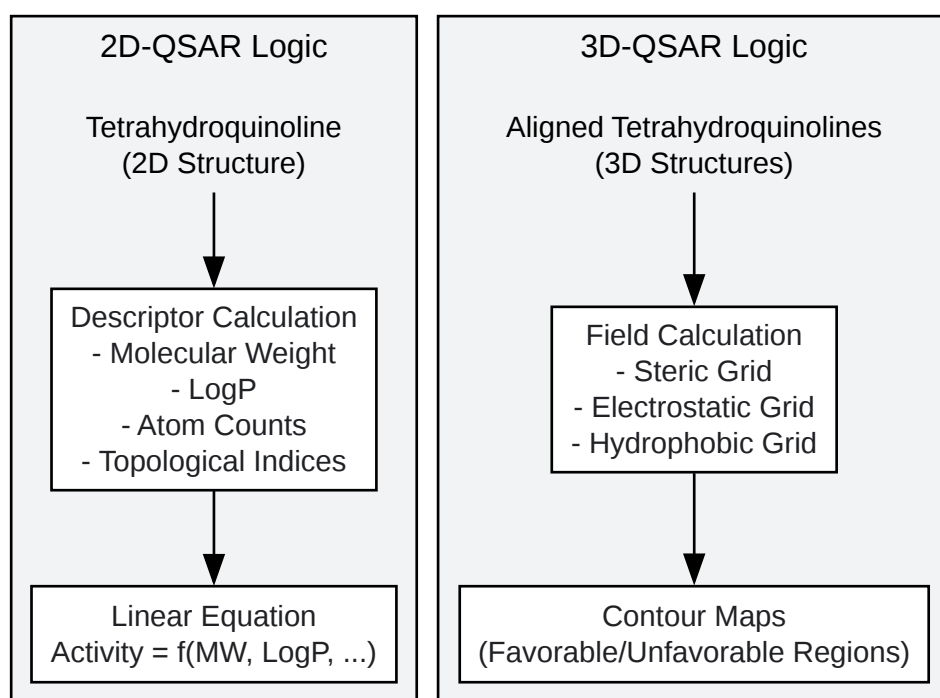 2D-QSAR Logic
Tetrahydroquinoline
(2D Structure)
Descriptor Calculation
- Molecular Weight
- LogP
- Atom Counts
- Topological Indices
Linear Equation
Activity = f(MW, LogP, ...)
3D-QSAR Logic
Aligned Tetrahydroquinolines
(3D Structures)
Field Calculation
- Steric Grid
- Electrostatic Grid
- Hydrophobic Grid
Contour Maps
(Favorable/Unfavorable Regions)